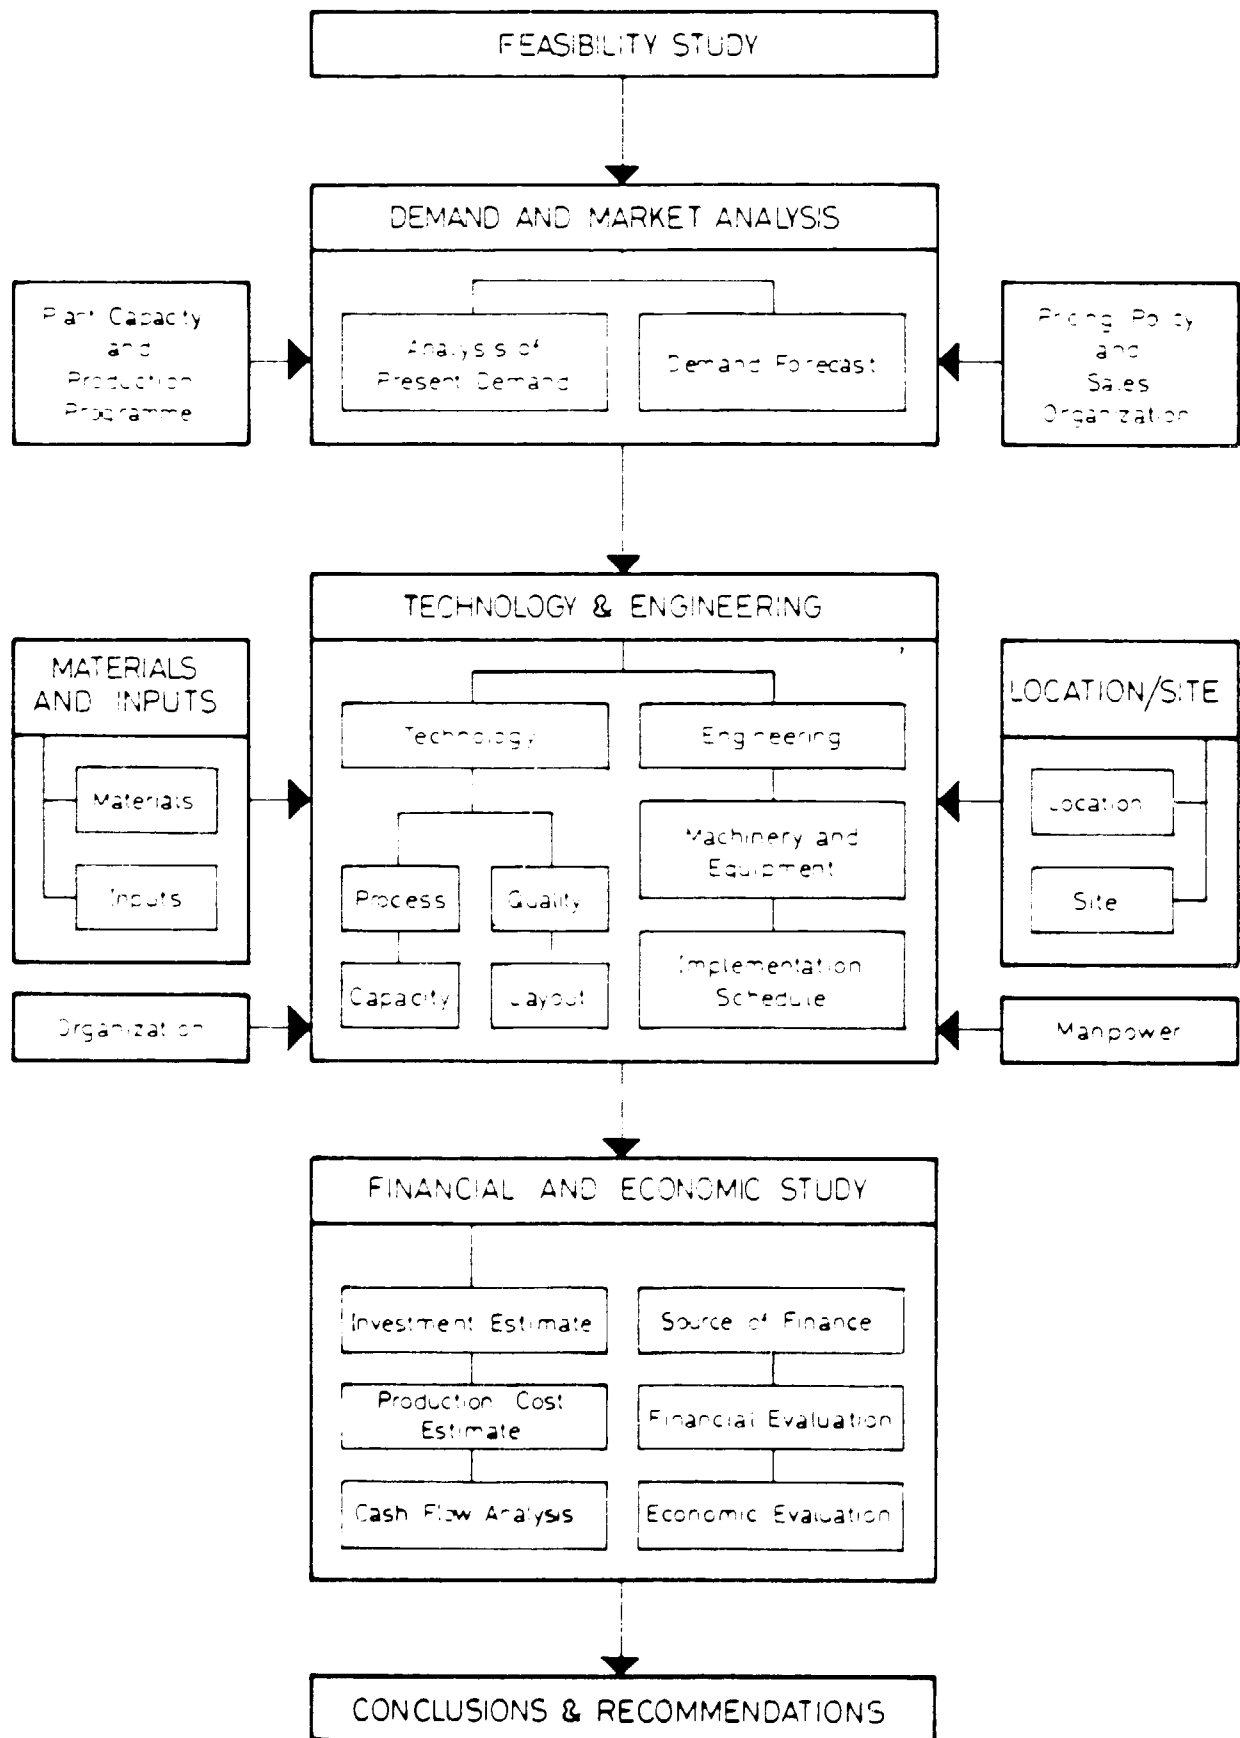 FEASIBILITY STUDY
DEMAND AND MARKET ANALYSIS
Plant Capacity
and
Production
Programme
Analysis of
Present Demand
Demand Forecast
Pricing Policy
and
Sales
Organization
TECHNOLOGY & ENGINEERING
MATERIALS
AND INPUTS
Materials
Inputs
Technology
Engineering
Process
Quality
Capacity
Layout
Machinery and
Equipment
Implementation
Schedule
LOCATION/SITE
Location
Site
Organization
Manpower
FINANCIAL AND ECONOMIC STUDY
Investment Estimate
Source of Finance
Production Cost
Estimate
Financial Evaluation
Cash Flow Analysis
Economic Evaluation
CONCLUSIONS & RECOMMENDATIONS